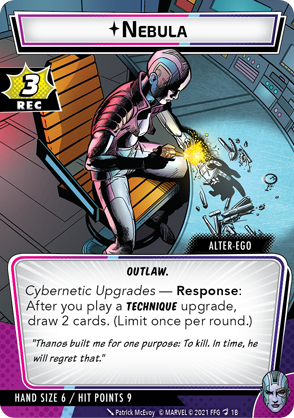 ✦NEBULA
3
REC
ALTER-EGO
OUTLAW.
Cybernetic Upgrades — Response:
After you play a TECHNIQUE upgrade,
draw 2 cards. (Limit once per round.)
"Thanos built me for one purpose: To kill. In time, he
will regret that."
HAND SIZE 6 / HIT POINTS 9
Patrick McEvoy © MARVEL © 2021 FFG 18